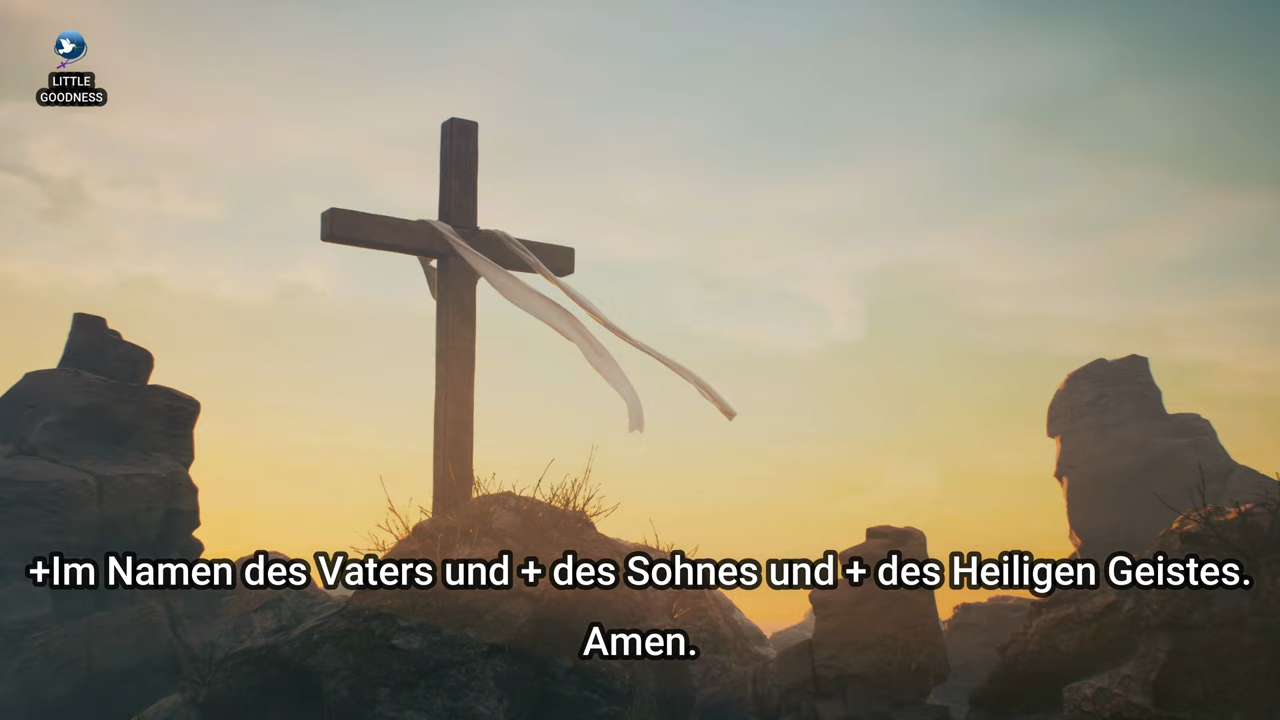 LITTLE
GOODNESS
+Im Namen des Vaters und + des Sohnes und + des Heiligen Geistes.
Amen.